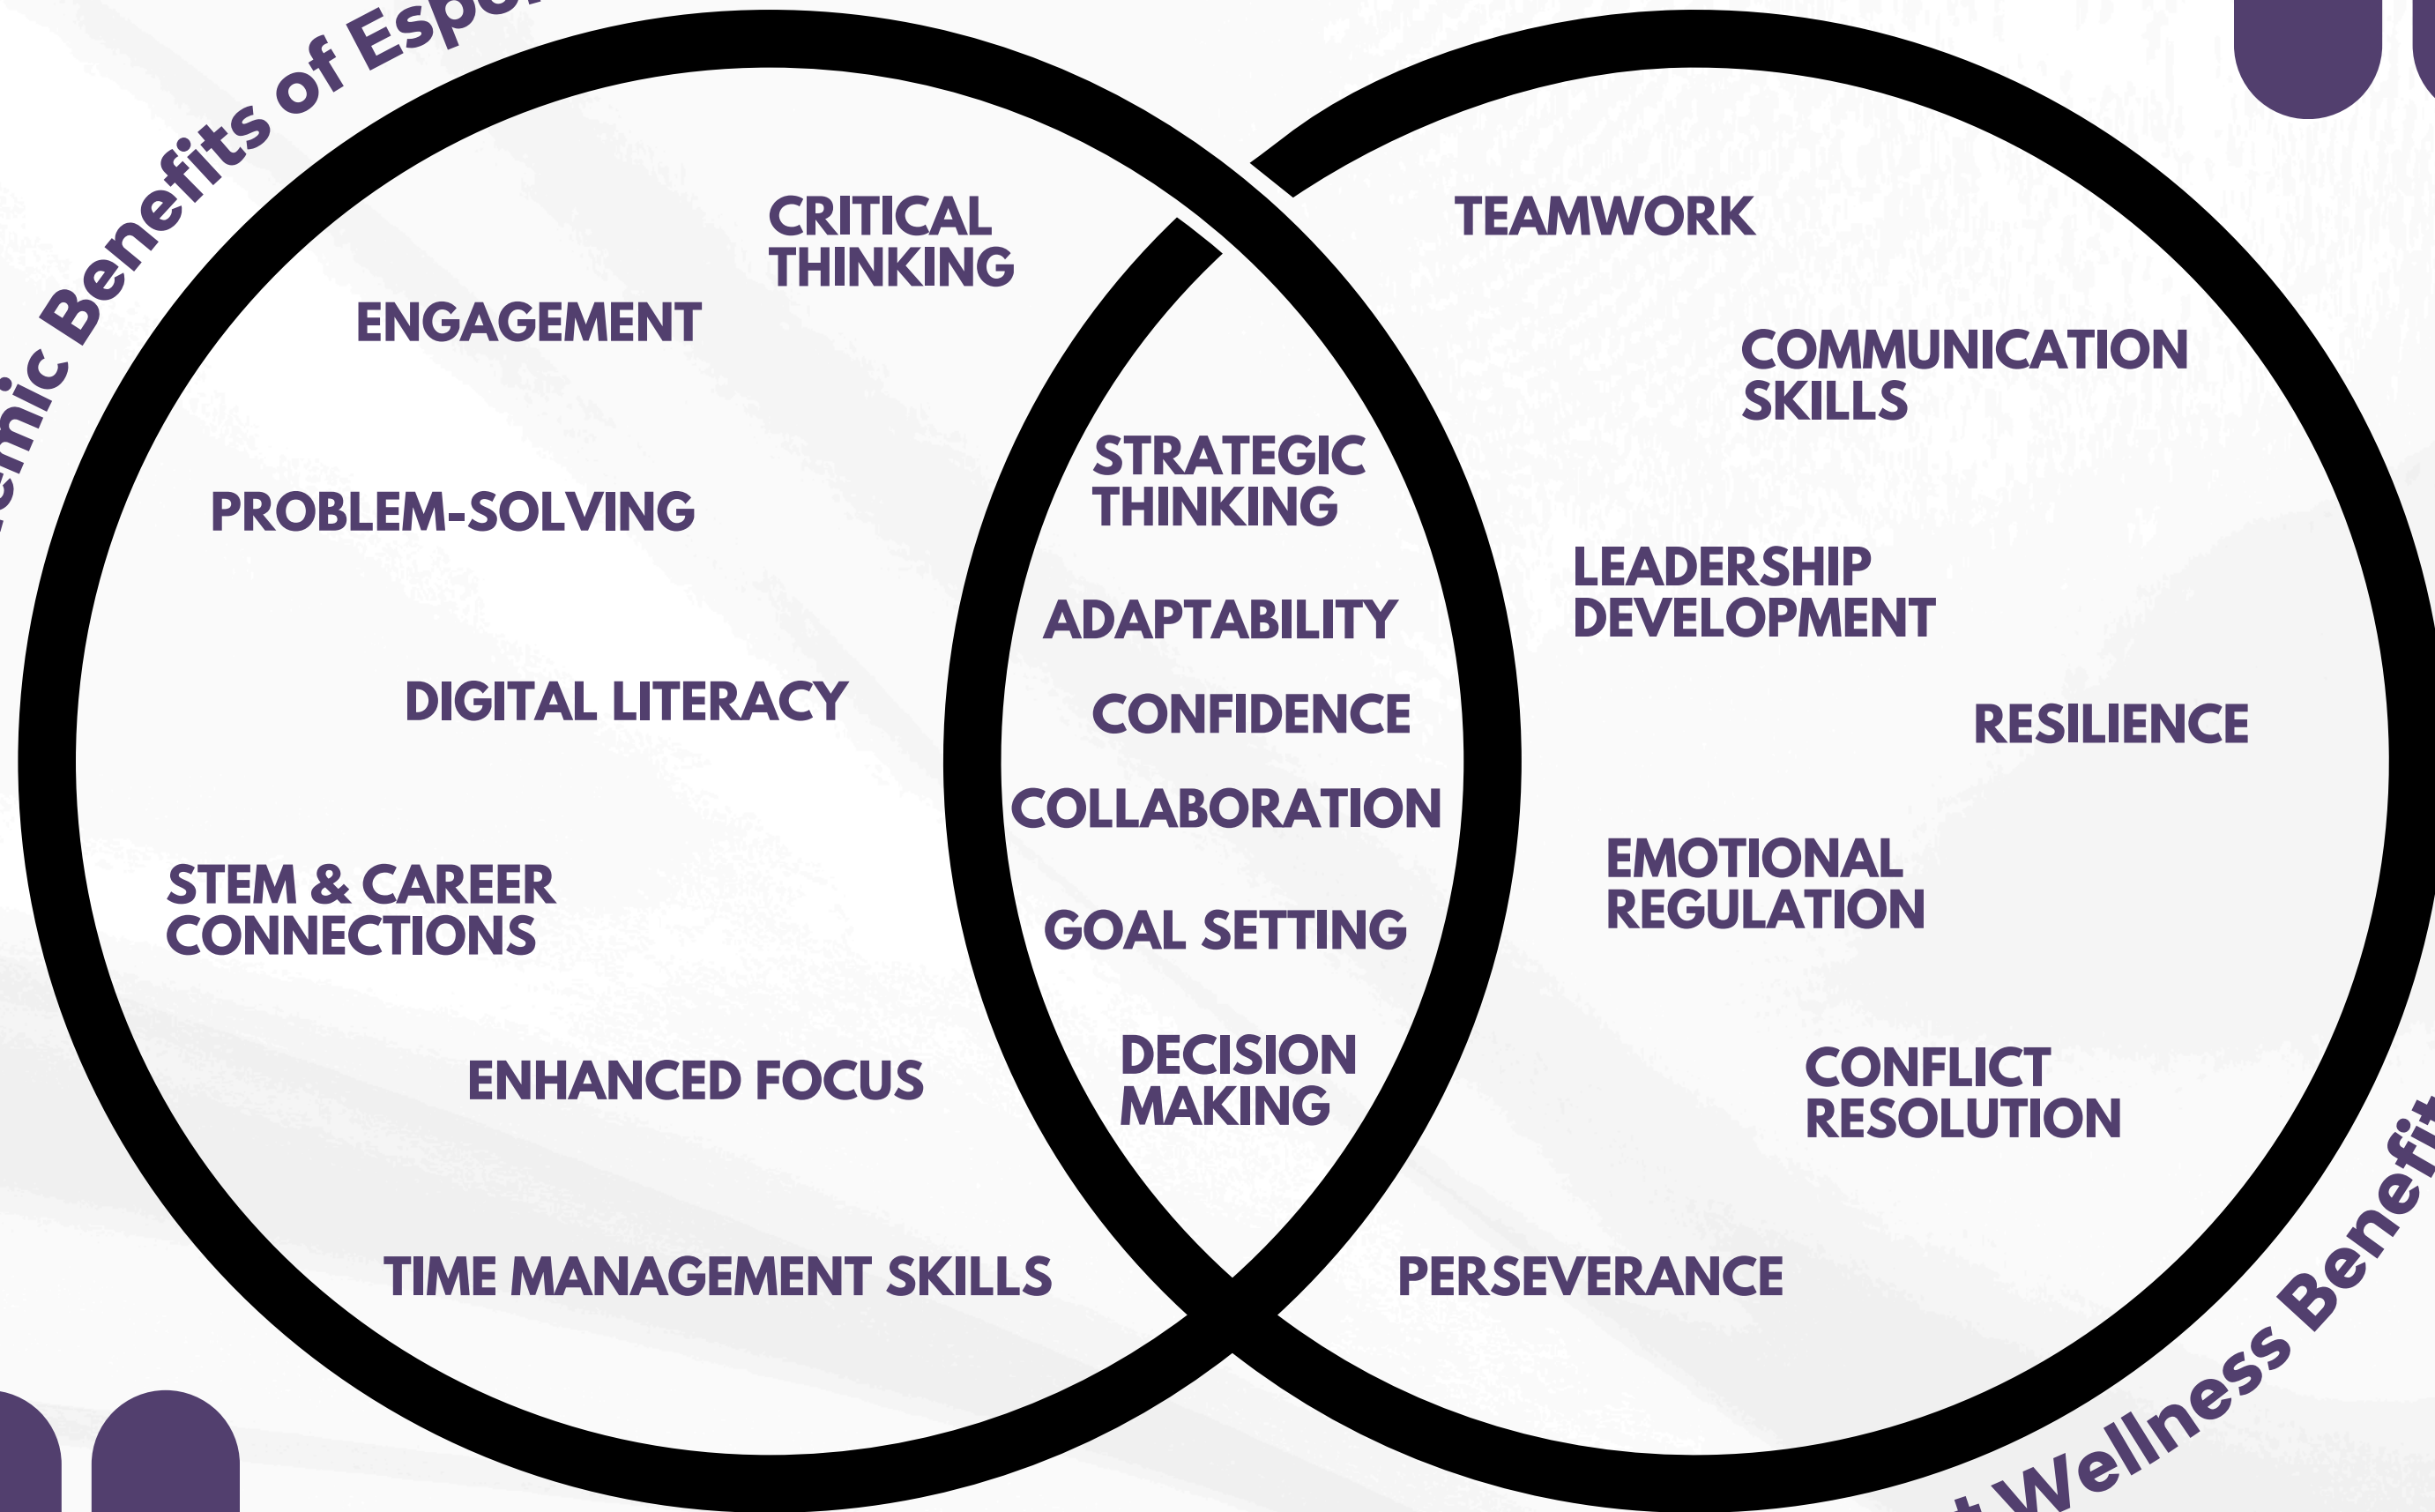 Benefits of
CRITICAL
THINKING
ENGAGEMENT
PROBLEM-SOLVING
DIGITAL LITERACY
STEM & CAREER
CONNECTIONS
ENHANCED FOCUS
TIME MANAGEMENT SKILLS
STRATEGIC
THINKING
ADAPTABILITY
CONFIDENCE
COLLABORATION
GOAL SETTING
DECISION
MAKING
TEAMWORK
COMMUNICATION
SKILLS
LEADERSHIP
DEVELOPMENT
RESILIENCE
EMOTIONAL
REGULATION
CONFLICT
RESOLUTION
PERSEVERANCE
Wellness